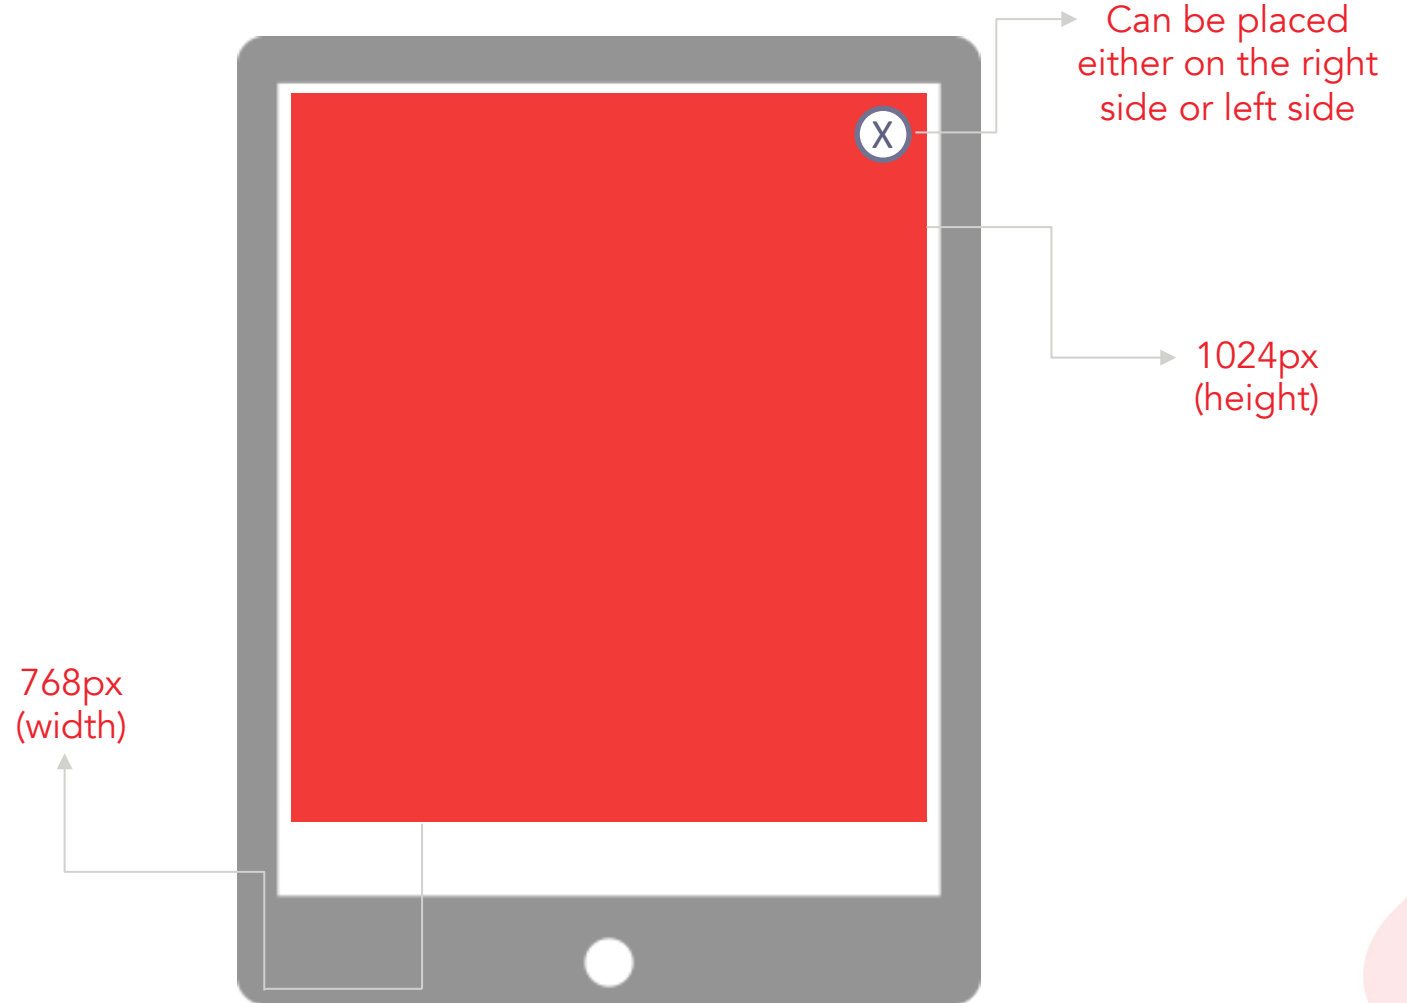 Can be placed
either on the right
side or left side
X
1024px
(height)
768px
(width)